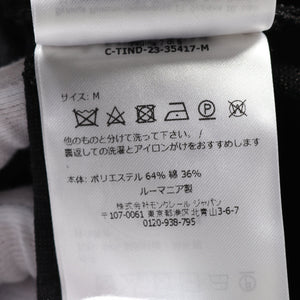 C-TIND-23-35417-M
サイズ: M
他のものと分けて洗って下さい!
裏返しての洗濯とアイロンがけをおすすめします
本体: ポリエステル 64% 綿 36%
ルーマニア製
株式会社モンクレール ジャパン
〒107-0061 東京都港区北青山3-6-7
0120-938-795